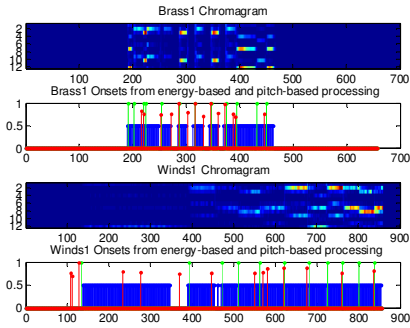 Brass1 Chromagram
2
4
6
8
10
12
100 200 300 400 500 600 700
Brass1 Onsets from energy-based and pitch-based processing
1
0.5
0
0 100 200 300 400 500 600 700
Winds1 Chromagram
2
4
6
8
10
12
100 200 300 400 500 600 700 800 900
Winds1 Onsets from energy-based and pitch-based processing
1
0.5
0
0 100 200 300 400 500 600 700 800 900